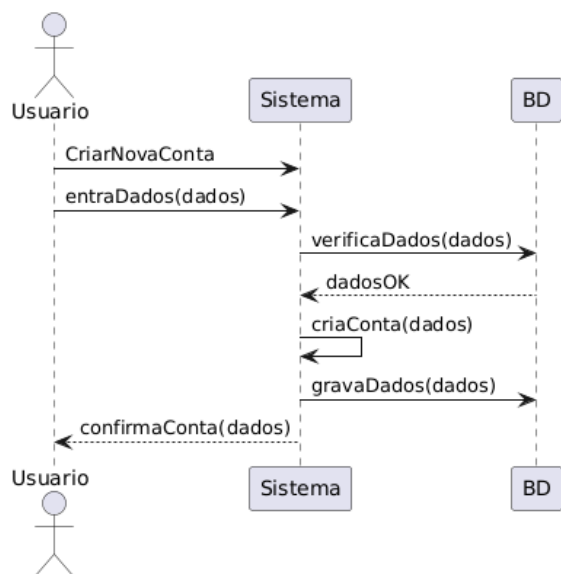 Usuario
Sistema
BD
CriarNovaConta
entraDados(dados)
verificaDados(dados)
dadosOK
criaConta(dados)
gravaDados(dados)
confirmaConta(dados)
Usuario
Sistema
BD